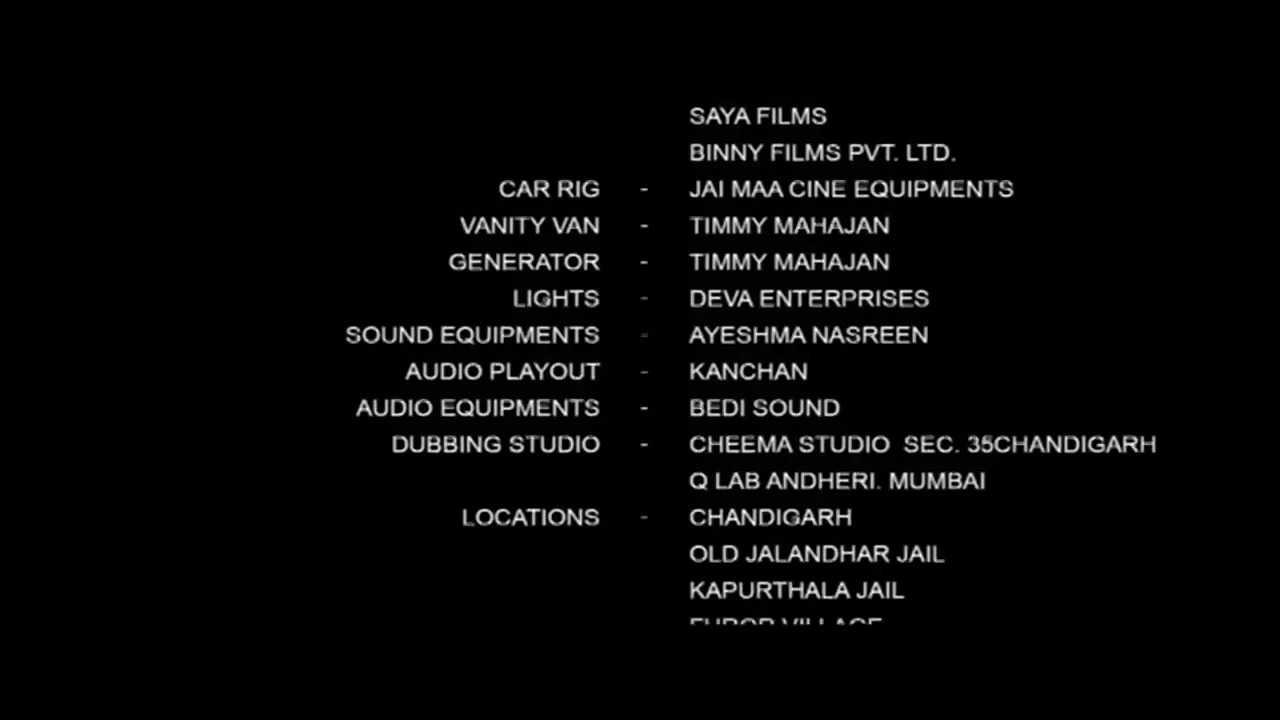 SAYA FILMS
BINNY FILMS PVT. LTD.
CAR RIG - JAI MAA CINE EQUIPMENTS
VANITY VAN - TIMMY MAHAJAN
GENERATOR - TIMMY MAHAJAN
LIGHTS - DEVA ENTERPRISES
SOUND EQUIPMENTS - AYESHMA NASREEN
AUDIO PLAYOUT - KANCHAN
AUDIO EQUIPMENTS - BEDI SOUND
DUBBING STUDIO - CHEEMA STUDIO SEC. 35CHANDIGARH
Q LAB ANDHERI. MUMBAI
LOCATIONS - CHANDIGARH
OLD JALANDHAR JAIL
KAPURTHALA JAIL
VILLAGE